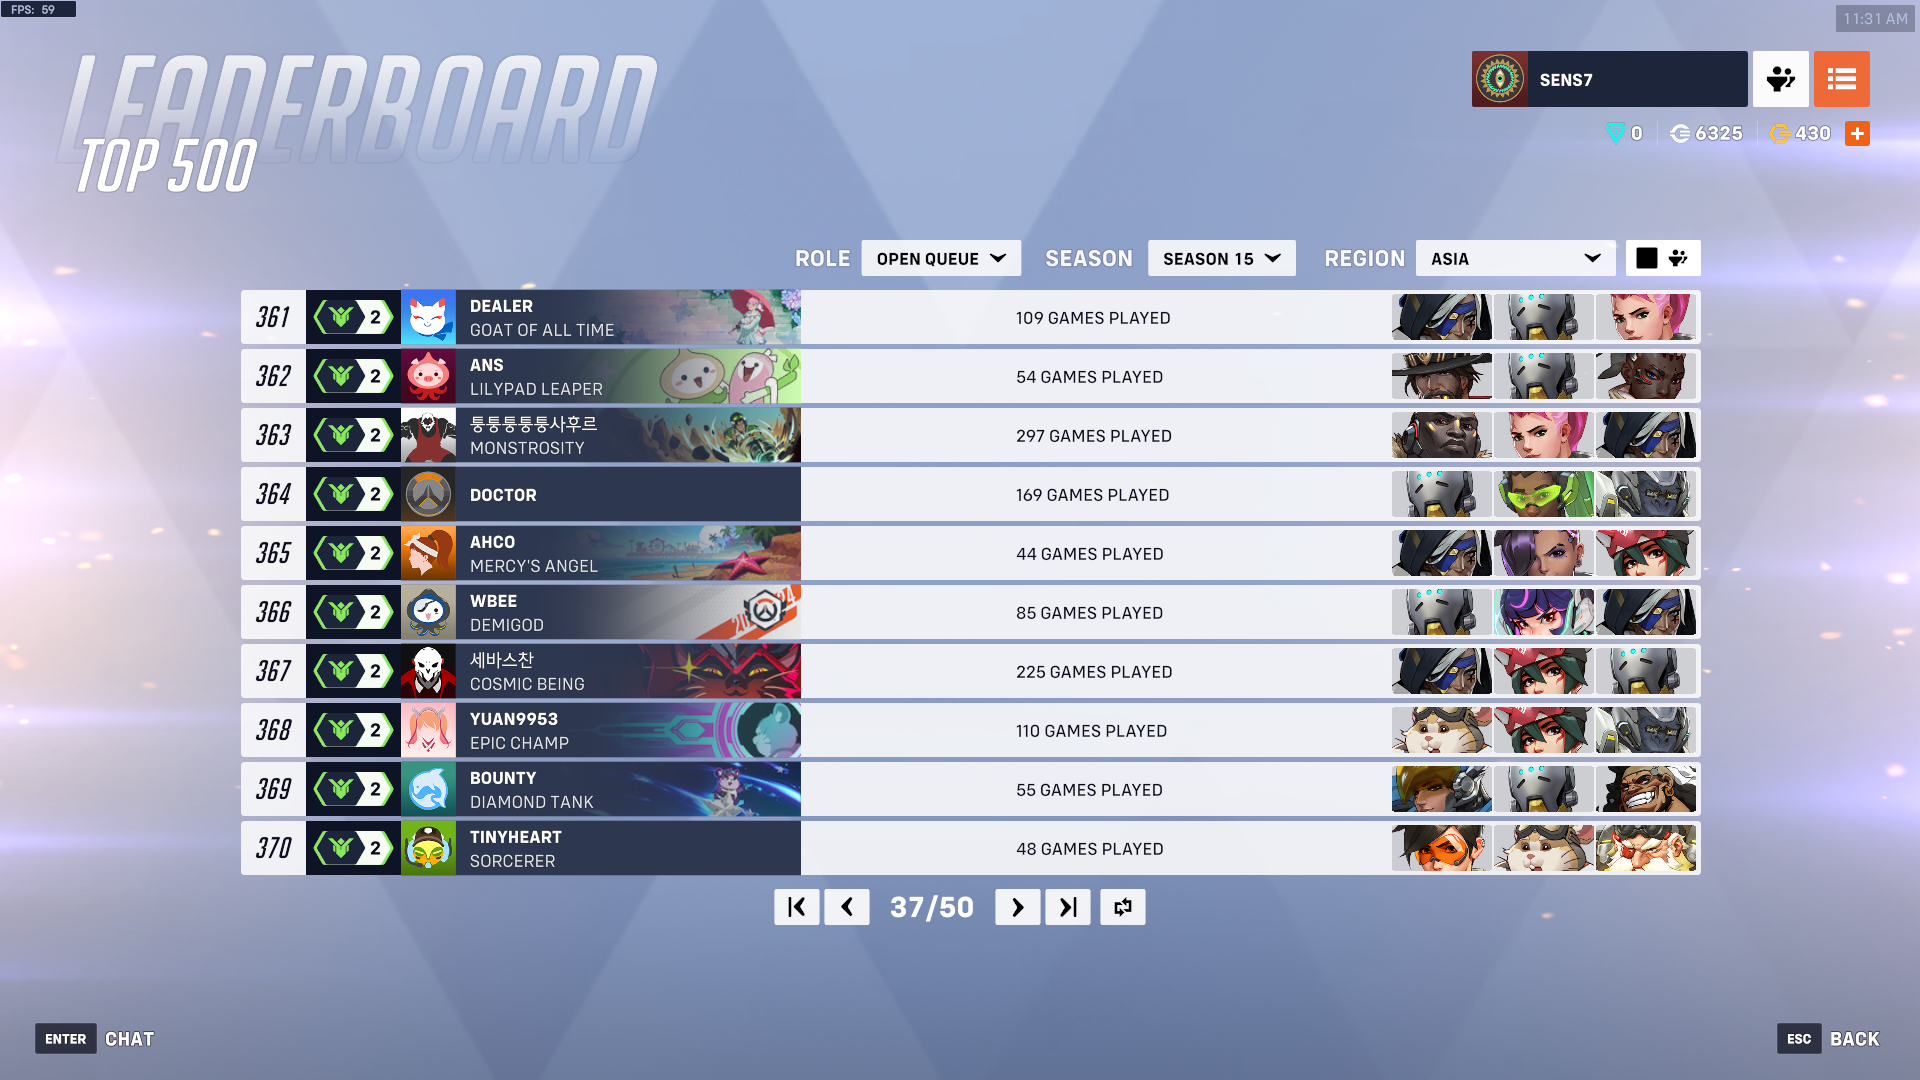 FPS: 59
11:31 AM
LEADERBOARD
TOP 500
SENS7
0 6325 430
ROLE OPEN QUEUE SEASON SEASON 15 REGION ASIA
361 2 DEALER
GOAT OF ALL TIME
109 GAMES PLAYED
362 2 ANS
LILYPAD LEAPER
54 GAMES PLAYED
363 2 퉁퉁퉁퉁퉁사후르
MONSTROSITY
297 GAMES PLAYED
364 2 DOCTOR
169 GAMES PLAYED
365 2 AHCO
MERCY'S ANGEL
44 GAMES PLAYED
366 2 WBEE
DEMIGOD
85 GAMES PLAYED
367 2 세바스찬
COSMIC BEING
225 GAMES PLAYED
368 2 YUAN9953
EPIC CHAMP
110 GAMES PLAYED
369 2 BOUNTY
DIAMOND TANK
55 GAMES PLAYED
370 2 TINYHEART
SORCERER
48 GAMES PLAYED
37/50
ENTER CHAT
ESC BACK